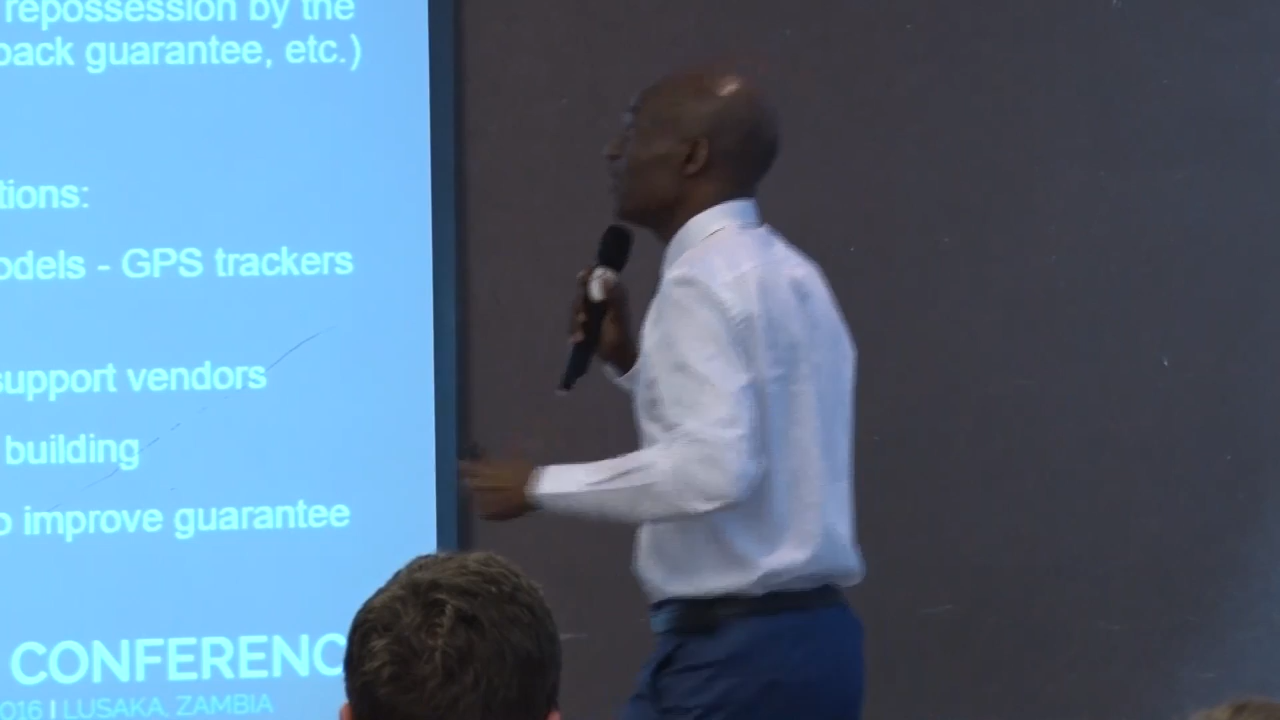 repossession by the
back guarantee, etc.)
tions:
odels - GPS trackers
support vendors
building
o improve guarantee
CONFERENC
016 | LUSAKA, ZAMBIA